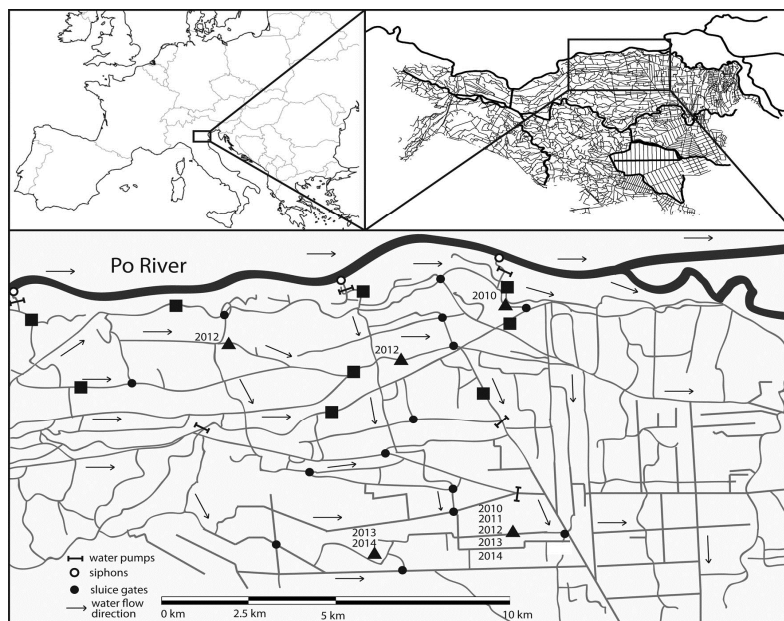 Po River
2010
2012
2012
2010
2011
2012
2013
2014
2013
2014
water pumps
siphons
sluice gates
water flow
direction
0 km
2.5 km
5 km
10 km